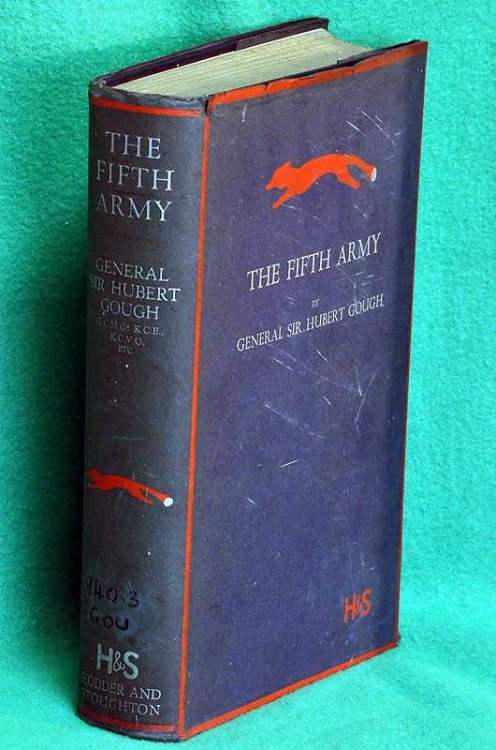 THE
FIFTH
ARMY
GENERAL
SIR HUBERT
GOUGH
G.C.M.G. K.C.B.,
K.C.V.O,
ETC
940.3
GOU
H&S
HODDER AND
STOUGHTON
THE FIFTH ARMY
BY
GENERAL SIR HUBERT GOUGH
H&S